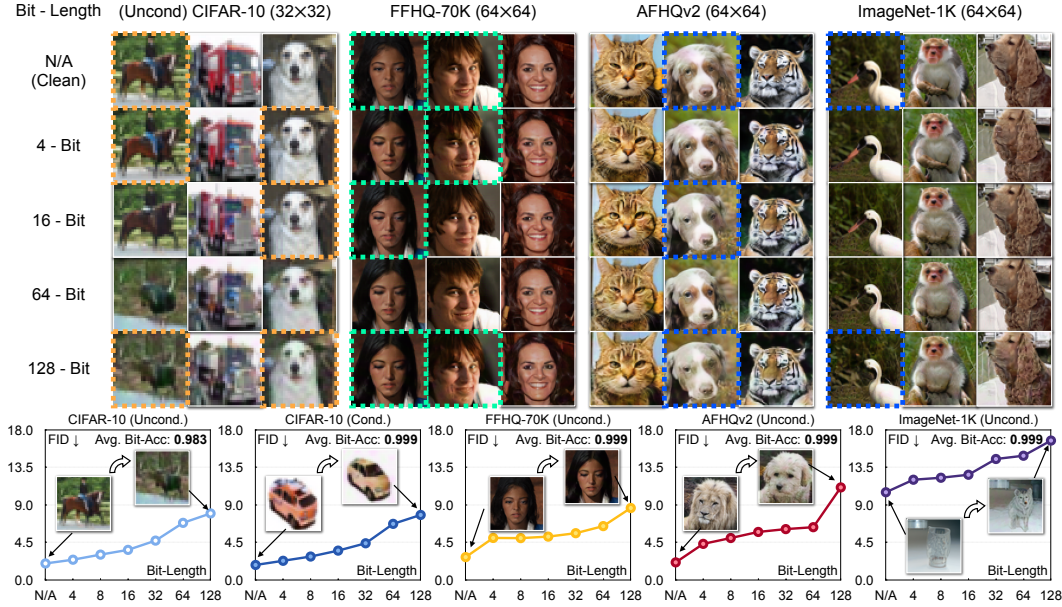 Bit - Length (Uncond) CIFAR-10 (32×32) FFHQ-70K (64×64) AFHQv2 (64×64) ImageNet-1K (64×64)
N/A
(Clean)
4 - Bit
16 - Bit
64 - Bit
128 - Bit
CIFAR-10 (Uncond.)
18.0
FID ↓ Avg. Bit-Acc: 0.983
13.5
9.0
4.5
Bit-Length
0.0
N/A 4 8 16 32 64 128
CIFAR-10 (Cond.)
18.0
FID ↓ Avg. Bit-Acc: 0.999
13.5
9.0
4.5
Bit-Length
0.0
N/A 4 8 16 32 64 128
FFHQ-70K (Uncond.)
18.0
FID ↓ Avg. Bit-Acc: 0.999
13.5
9.0
4.5
Bit-Length
0.0
N/A 4 8 16 32 64 128
AFHQv2 (Uncond.)
18.0
FID ↓ Avg. Bit-Acc: 0.999
13.5
9.0
4.5
Bit-Length
0.0
N/A 4 8 16 32 64 128
ImageNet-1K (Uncond.)
18.0
FID ↓ Avg. Bit-Acc: 0.999
13.5
9.0
4.5
Bit-Length
0.0
N/A 4 8 16 32 64 128